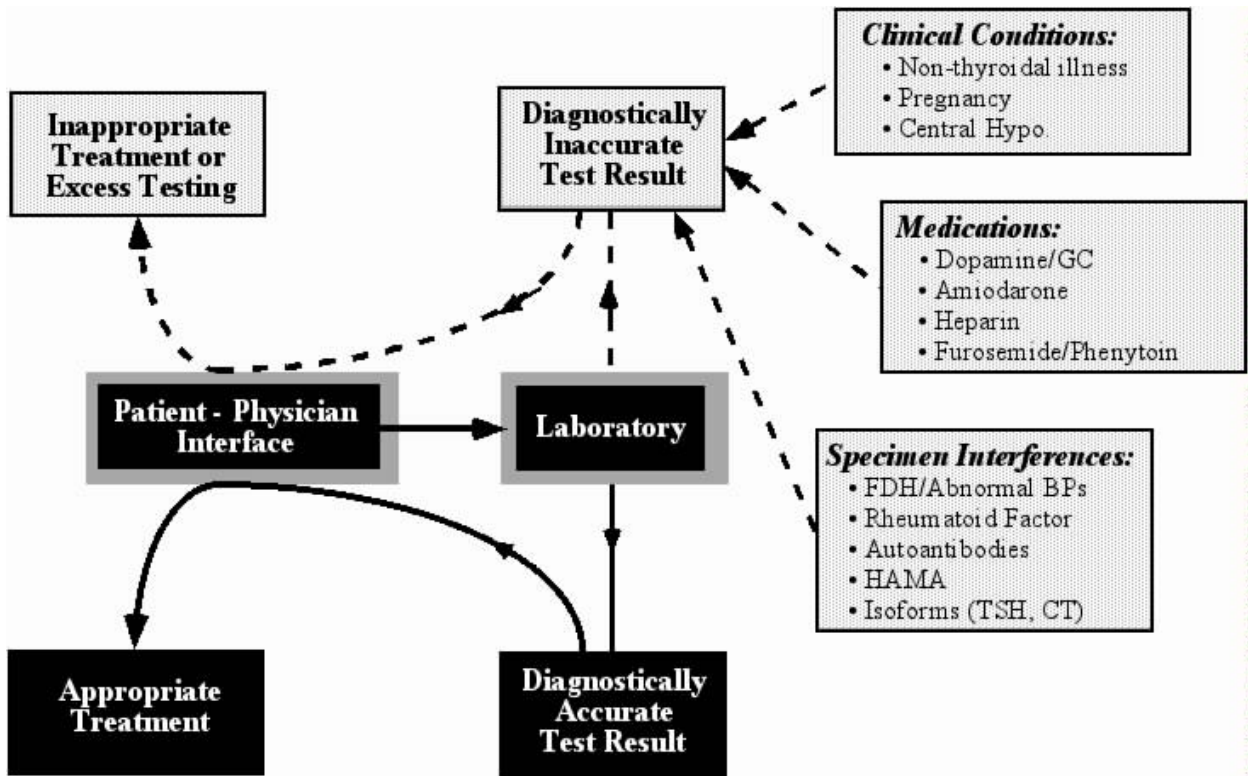 Clinical Conditions:
• Non-thyroidal illness
• Pregnancy
• Central Hypo.
Inappropriate
Treatment or
Excess Testing
Diagnostically
Inaccurate
Test Result
Medications:
• Dopamine/GC
• Amiodarone
• Heparin
• Furosemide/Phenytoin
Patient - Physician
Interface
Laboratory
Specimen Interferences:
• FDH/Abnormal BPs
• Rheumatoid Factor
• Autoantibodies
• HAMA
• Isoforms (TSH, CT)
Appropriate
Treatment
Diagnostically
Accurate
Test Result